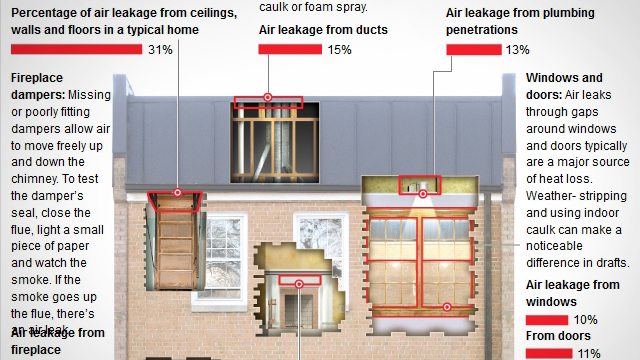 caulk or foam spray.
Percentage of air leakage from ceilings,
walls and floors in a typical home
31%
Air leakage from ducts
15%
Air leakage from plumbing
penetrations
13%
Fireplace
dampers: Missing
or poorly fitting
dampers allow air
to move freely up
and down the
chimney. To test
the damper's
seal, close the
flue, light a small
piece of paper
and watch the
smoke. If the
smoke goes up
the flue, there's
an air leak.
Air leakage from
fireplace
Windows and
doors: Air leaks
through gaps
around windows
and doors typically
are a major source
of heat loss.
Weather- stripping
and using indoor
caulk can make a
noticeable
difference in drafts.
Air leakage from
windows
10%
From doors
11%